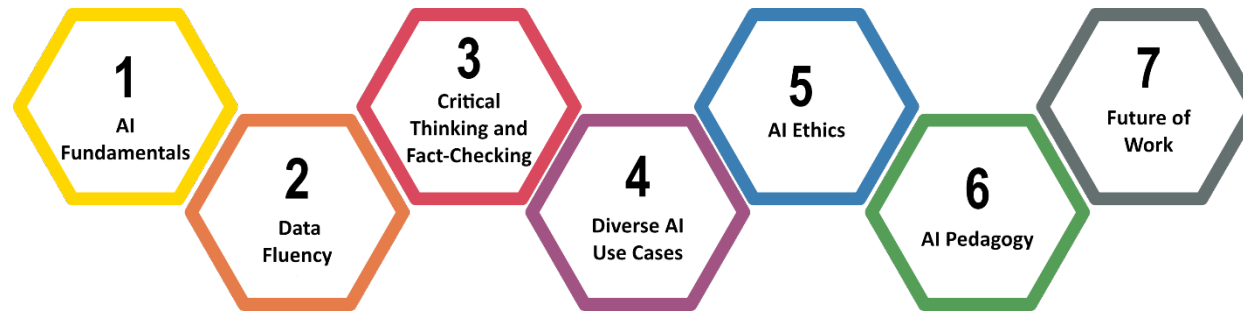 1
AI
Fundamentals
2
Data
Fluency
3
Critical
Thinking and
Fact-Checking
4
Diverse AI
Use Cases
5
AI Ethics
6
AI Pedagogy
7
Future of
Work